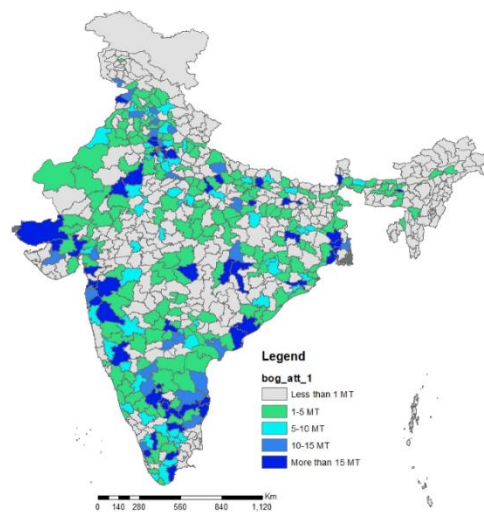 Legend
bog_att_1
Less than 1 MT
1-5 MT
5-10 MT
10-15 MT
More than 15 MT
Km
0 140 280 560 840 1,120